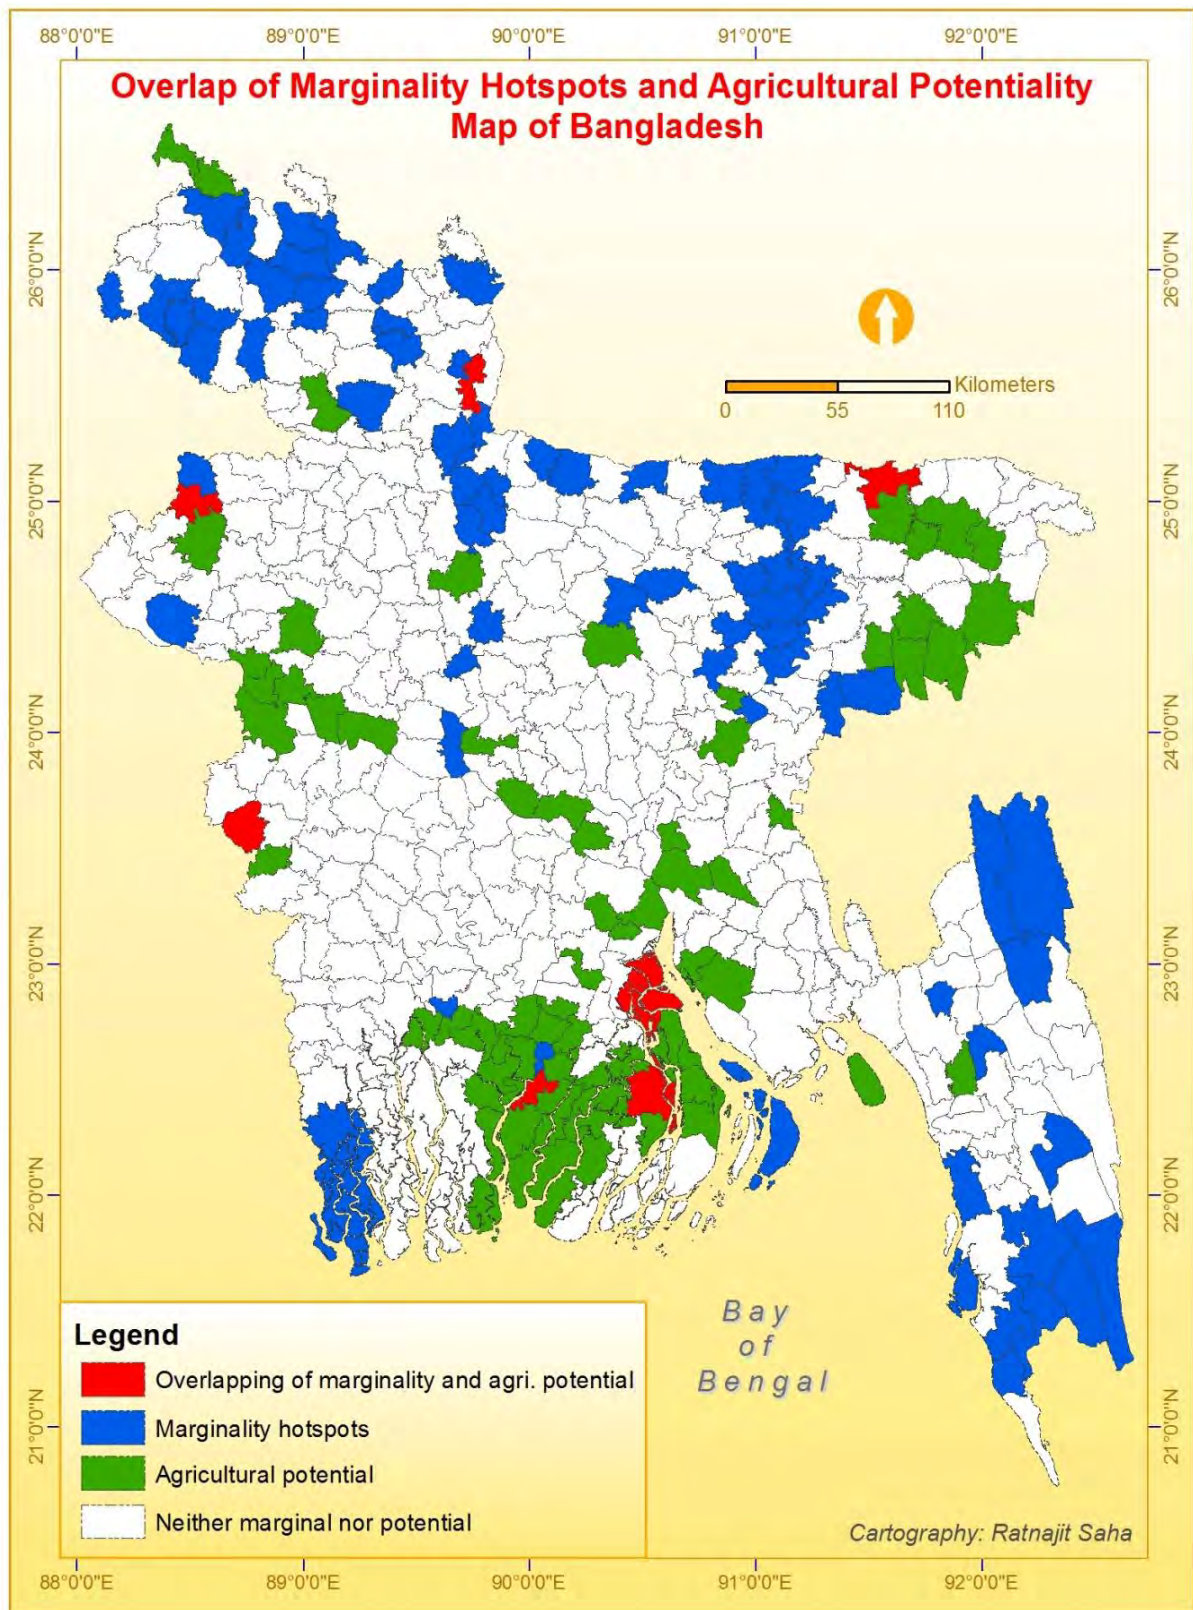 88°0'0"E 89°0'0"E 90°0'0"E 91°0'0"E 92°0'0"E
Overlap of Marginality Hotspots and Agricultural Potentiality
Map of Bangladesh
26°0'0"N
26°0'0"N
Kilometers
0 55 110
25°0'0"N
25°0'0"N
24°0'0"N
24°0'0"N
23°0'0"N
23°0'0"N
22°0'0"N
22°0'0"N
Bay
of
Bengal
Legend
Overlapping of marginality and agri. potential
Marginality hotspots
Agricultural potential
Neither marginal nor potential
21°0'0"N
21°0'0"N
Cartography: Ratnajit Saha
88°0'0"E 89°0'0"E 90°0'0"E 91°0'0"E 92°0'0"E